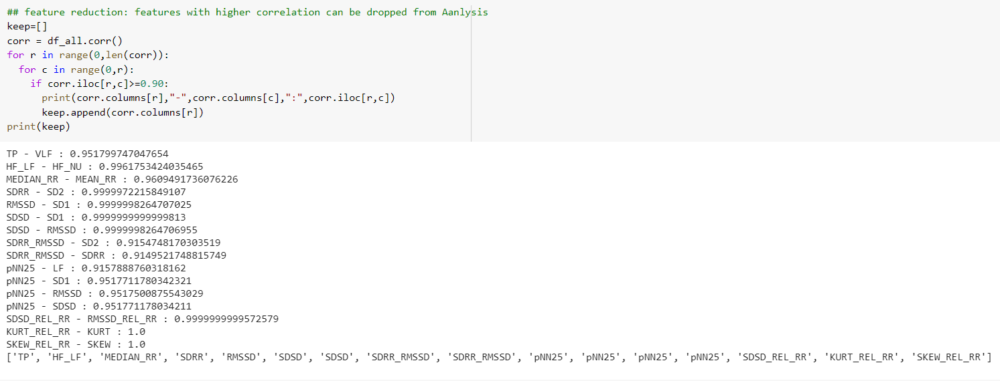 ## feature reduction: features with higher correlation can be dropped from Aanlysis
keep=[]
corr = df_all.corr()
for r in range(0,len(corr)):
  for c in range(0,r):
    if corr.iloc[r,c]>=0.90:
      print(corr.columns[r],"-",corr.columns[c],":",corr.iloc[r,c])
      keep.append(corr.columns[r])
print(keep)
TP - VLF : 0.951799747047654
HF_LF - HF_NU : 0.9961753424035465
MEDIAN_RR - MEAN_RR : 0.9609491736076226
SDRR - SD2 : 0.9999972215849107
RMSSD - SD1 : 0.9999998264707025
SDSD - SD1 : 0.9999999999999813
SDSD - RMSSD : 0.9999998264706955
SDRR_RMSSD - SD2 : 0.9154748170303519
SDRR_RMSSD - SDRR : 0.9149521748815749
pNN25 - LF : 0.9157888760318162
pNN25 - SD1 : 0.9517711780342321
pNN25 - RMSSD : 0.9517500875543029
pNN25 - SDSD : 0.951771178034211
SDSD_REL_RR - RMSSD_REL_RR : 0.9999999999572579
KURT_REL_RR - KURT : 1.0
SKEW_REL_RR - SKEW : 1.0
['TP', 'HF_LF', 'MEDIAN_RR', 'SDRR', 'RMSSD', 'SDSD', 'SDSD', 'SDRR_RMSSD', 'SDRR_RMSSD', 'pNN25', 'pNN25', 'pNN25', 'pNN25', 'SDSD_REL_RR', 'KURT_REL_RR', 'SKEW_REL_RR']